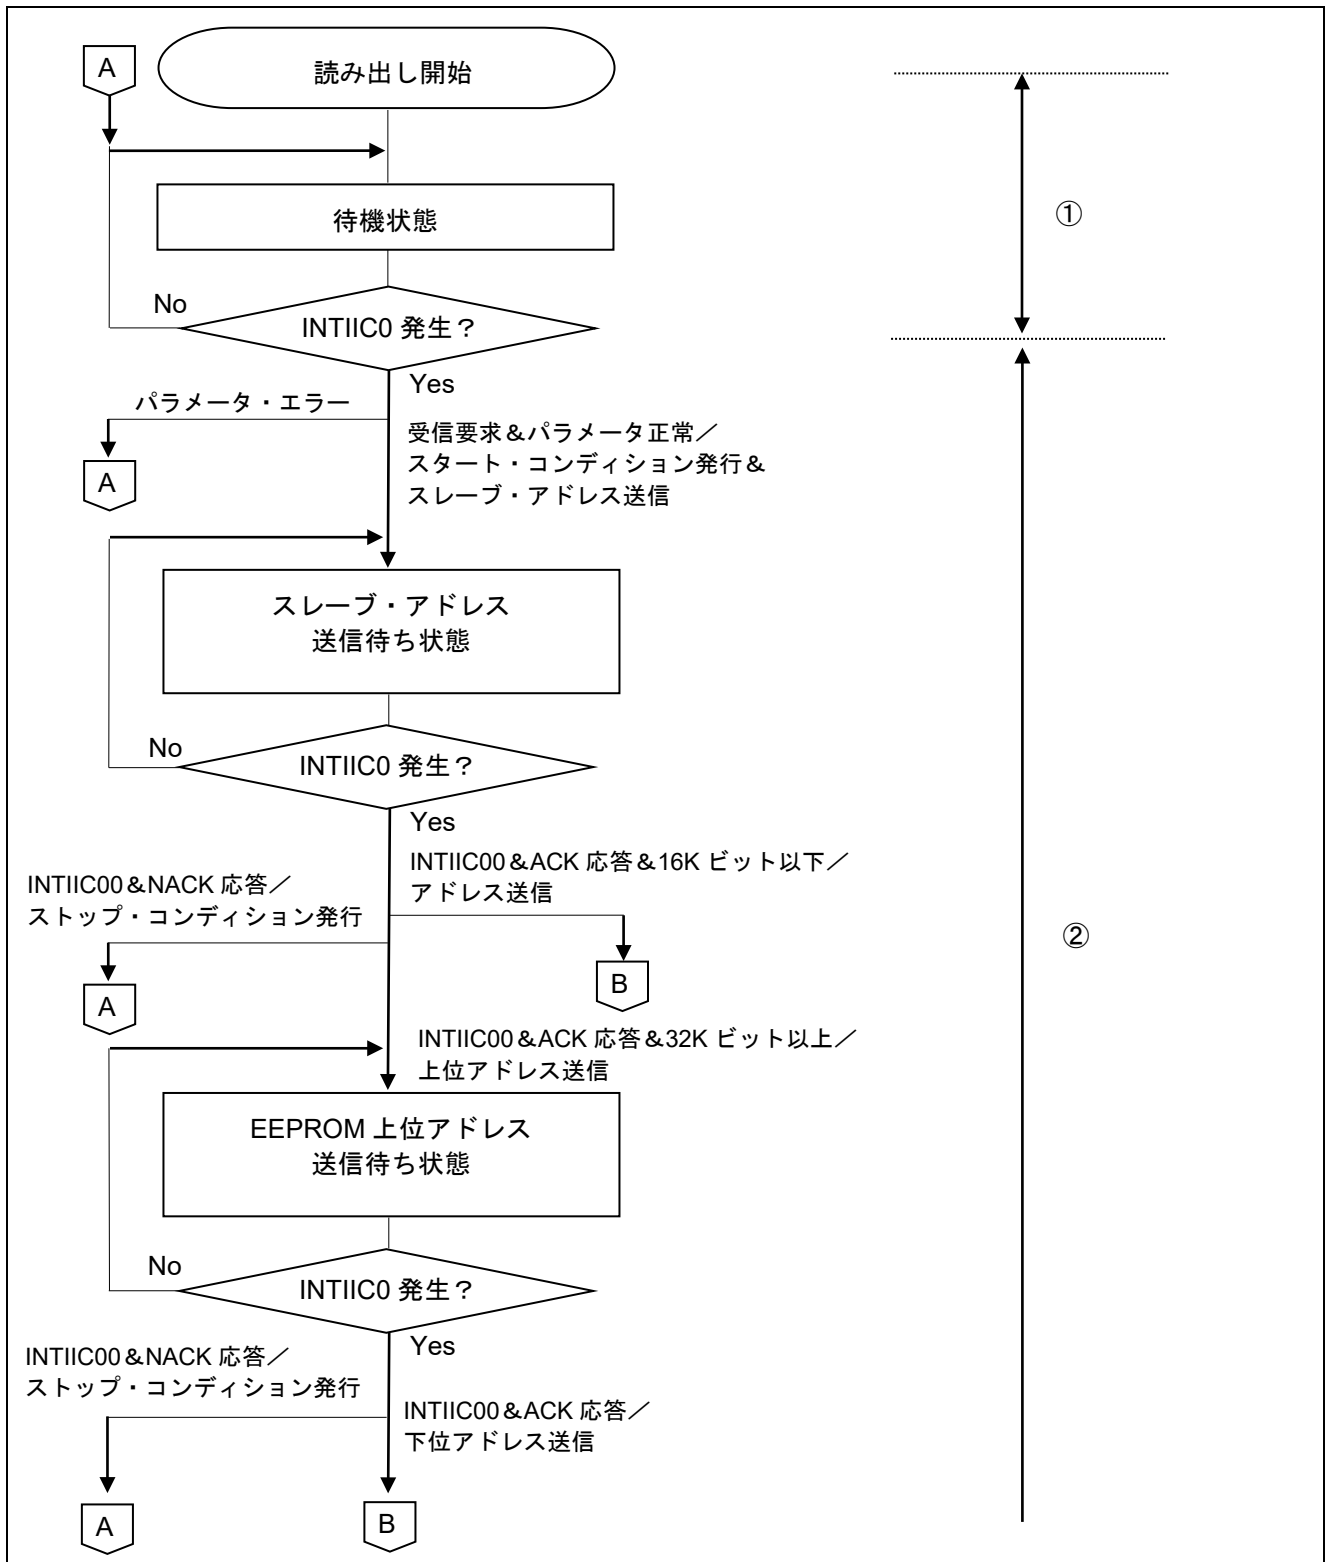 A
読み出し開始
待機状態
①
No
INTIIC0 発生？
Yes
パラメータ・エラー
受信要求＆パラメータ正常／
スタート・コンディション発行＆
スレーブ・アドレス送信
A
スレーブ・アドレス
送信待ち状態
No
INTIIC0 発生？
Yes
INTIIC00＆ACK 応答＆16K ビット以下／
アドレス送信
INTIIC00＆NACK 応答／
ストップ・コンディション発行
②
A
B
INTIIC00＆ACK 応答＆32K ビット以上／
上位アドレス送信
EEPROM 上位アドレス
送信待ち状態
No
INTIIC0 発生？
Yes
INTIIC00＆NACK 応答／
ストップ・コンディション発行
INTIIC00＆ACK 応答／
下位アドレス送信
A
B